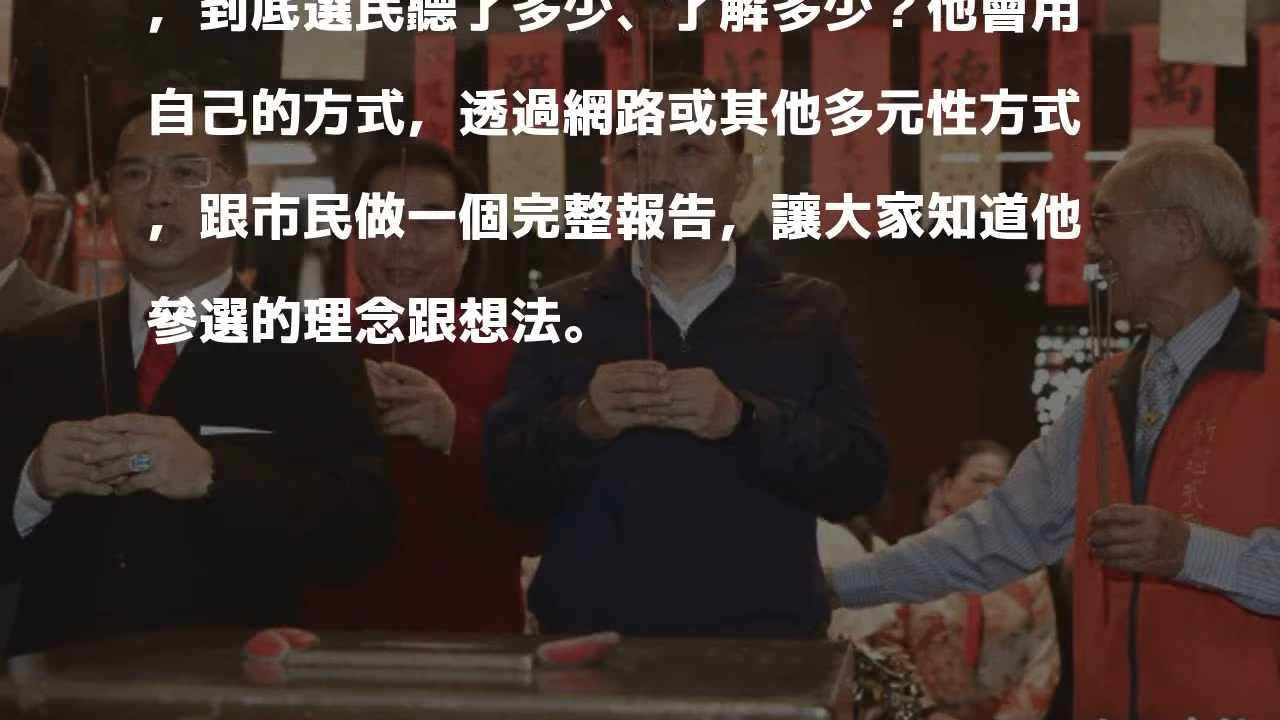 ，到底選民聽了多少、了解多少？他會用
自己的方式，透過網路或其他多元性方式
，跟市民做一個完整報告，讓大家知道他
參選的理念跟想法。